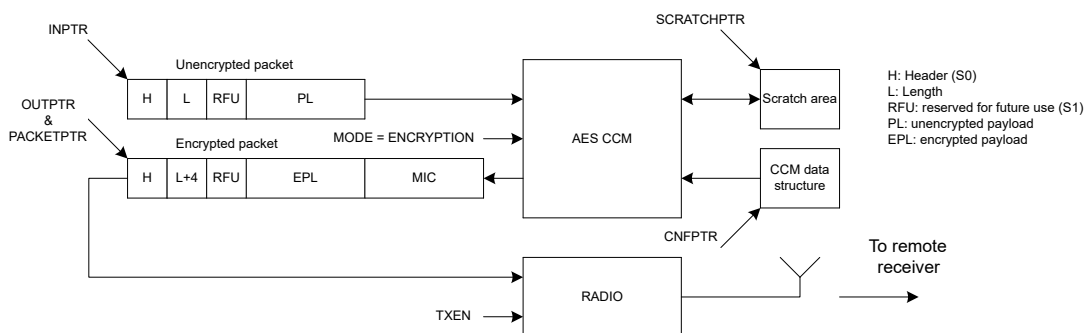 SCRATCHPTR
INPTR
Unencrypted packet
H
L
RFU
PL
OUTPTR
&
PACKETPTR
MODE = ENCRYPTION
AES CCM
Scratch area
H: Header (S0)
L: Length
RFU: reserved for future use (S1)
PL: unencrypted payload
EPL: encrypted payload
Encrypted packet
H
L+4
RFU
EPL
MIC
CCM data
structure
CNFPTR
To remote
receiver
RADIO
TXEN